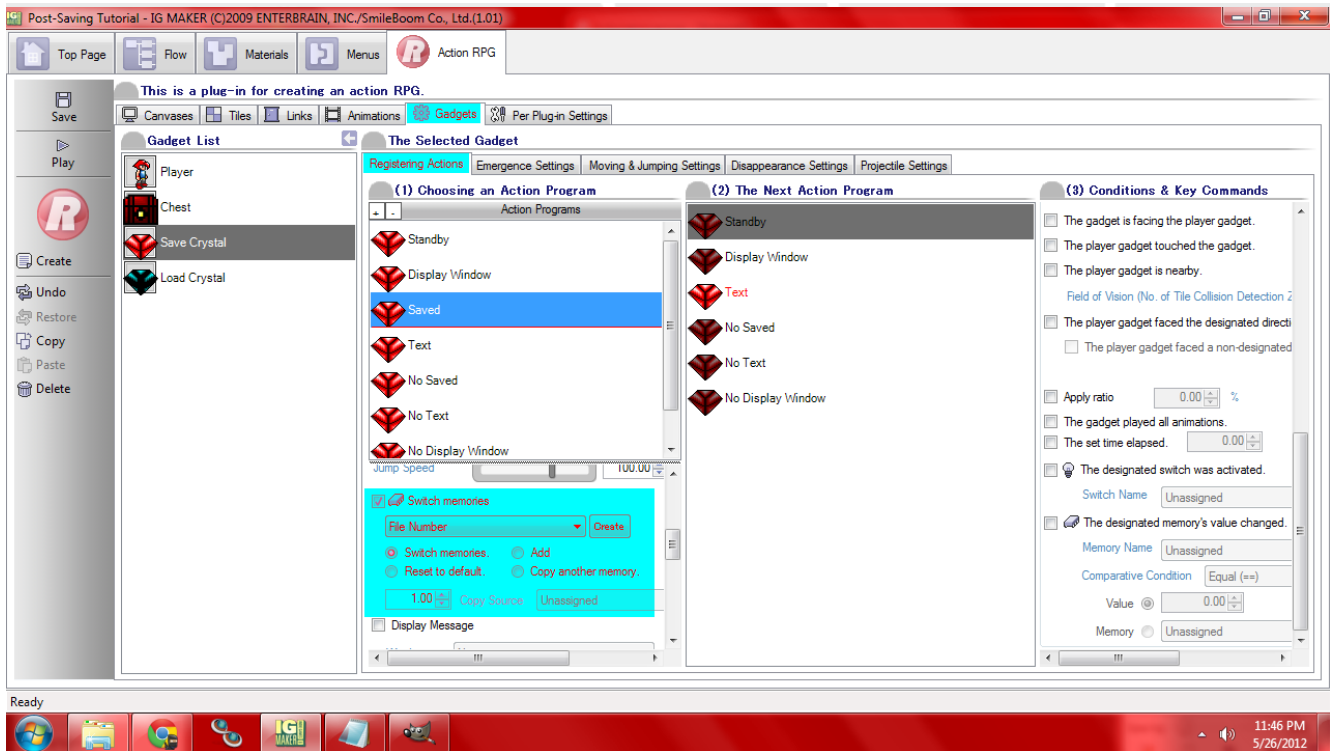 Post-Saving Tutorial - IG MAKER (C)2009 ENTERBRAIN, INC./SmileBoom Co., Ltd.(1.01)
Top Page
Flow
Materials
Menus
Action RPG
This is a plug-in for creating an action RPG.
Canvases
Tiles
Links
Animations
Gadgets
Per Plug-in Settings
Save
Play
Create
Undo
Restore
Copy
Paste
Delete
Gadget List
Player
Chest
Save Crystal
Load Crystal
The Selected Gadget
Registering Actions
Emergence Settings
Moving & Jumping Settings
Disappearance Settings
Projectile Settings
(1) Choosing an Action Program
+ -
Action Programs
Standby
Display Window
Saved
Text
No Saved
No Text
No Display Window
Jump Speed
100.00
Switch memories
File Number
Create
Switch memories.
Add
Reset to default.
Copy another memory.
1.00
Copy Source
Unassigned
Display Message
(2) The Next Action Program
Standby
Display Window
Text
No Saved
No Text
No Display Window
(3) Conditions & Key Commands
The gadget is facing the player gadget.
The player gadget touched the gadget.
The player gadget is nearby.
Field of Vision (No. of Tile Collision Detection
The player gadget faced the designated directi
The player gadget faced a non-designated
Apply ratio
0.00
%
The gadget played all animations.
The set time elapsed.
0.00
The designated switch was activated.
Switch Name
Unassigned
The designated memory's value changed.
Memory Name
Unassigned
Comparative Condition
Equal (==)
Value
0.00
Memory
Unassigned
Ready
IG MAKER
11:46 PM
5/26/2012